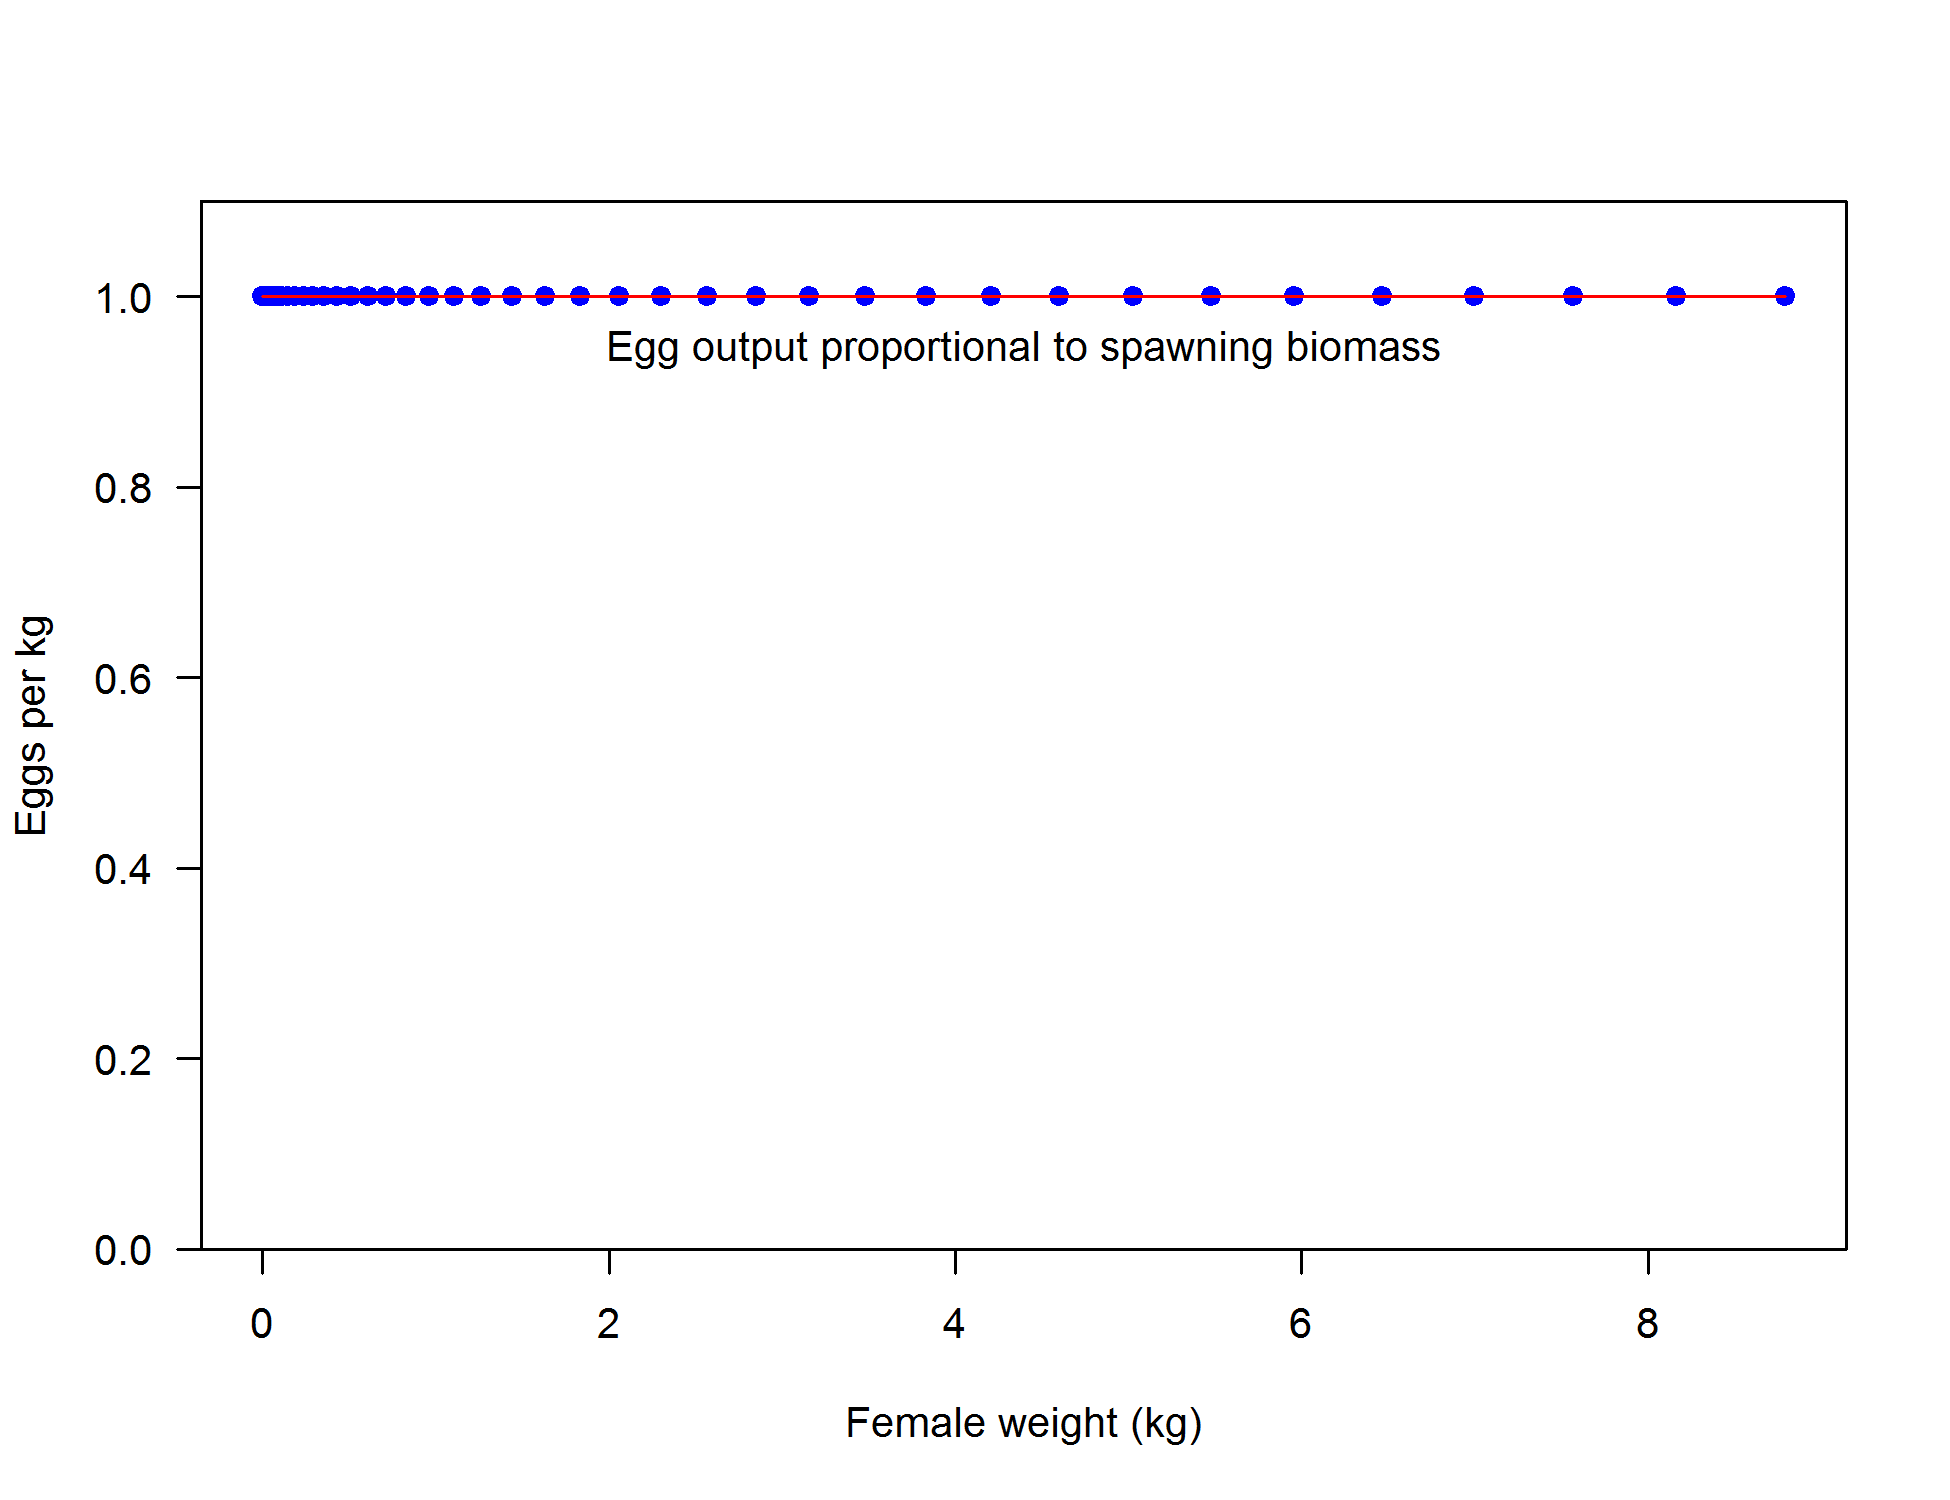 1.0
Egg output proportional to spawning biomass
0.8
0.6
0.4
0.2
0.0
Eggs per kg
0 2 4 6 8
Female weight (kg)